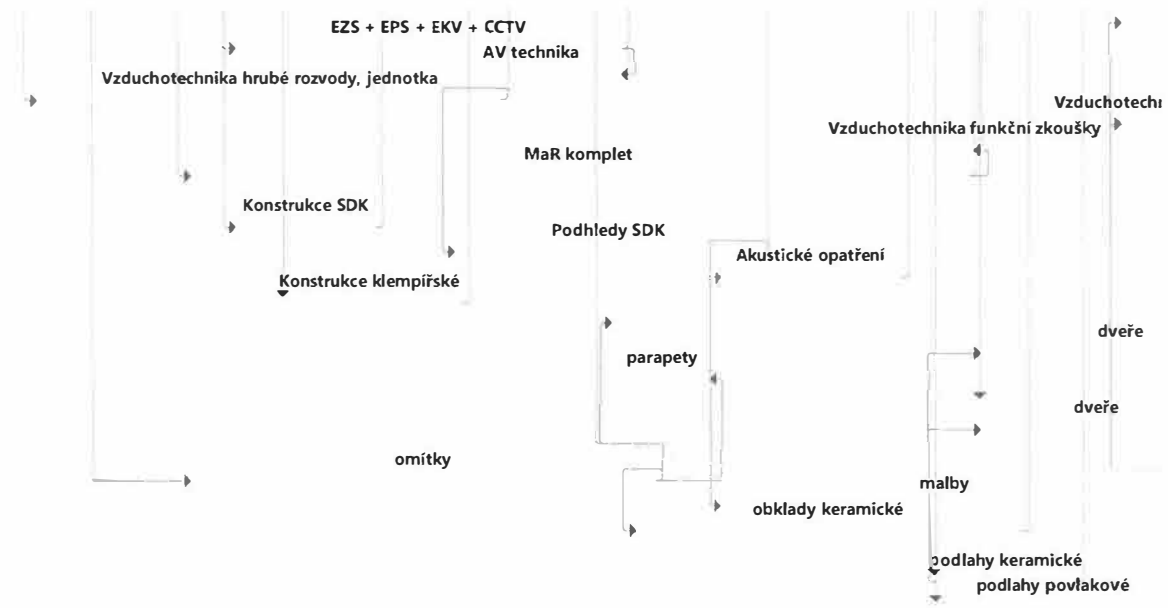 EZS + EPS + EKV + CCTV
AV technika
Vzduchotechnika hrubé rozvody, jednotka
Vzduchotechn
Vzduchotechnika funkční zkoušky
MaR komplet
Konstrukce SDK
Podhledy SDK
Akustické opatření
Konstrukce klempířské
dveře
parapety
dveře
omítky
malby
obklady keramické
podlahy keramické
podlahy povlakové